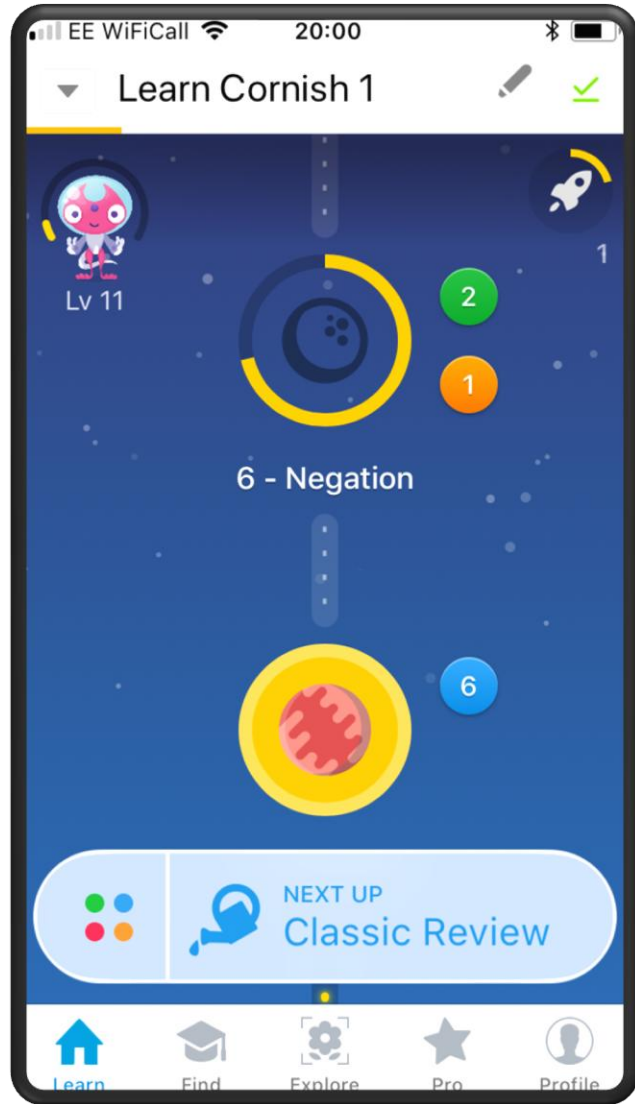 EE WiFiCall 20:00
Learn Cornish 1
1
Lv 11
2
1
6 - Negation
6
NEXT UP
Classic Review
Learn Find Explore Pro Profile